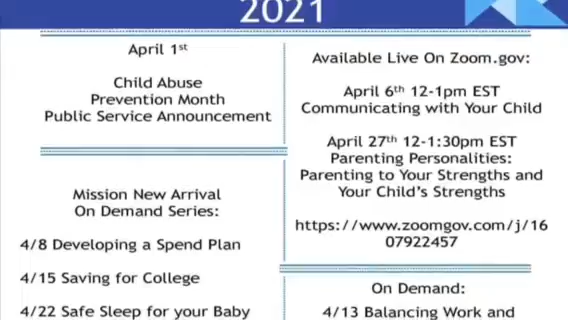 2021
April 1st
Child Abuse
Prevention Month
Public Service Announcement
Mission New Arrival
On Demand Series:
4/8 Developing a Spend Plan
4/15 Saving for College
4/22 Safe Sleep for your Baby
Available Live On Zoom.gov:
April 6th 12-1pm EST
Communicating with Your Child
April 27th 12-1:30pm EST
Parenting Personalities:
Parenting to Your Strengths and
Your Child's Strengths
https://www.zoomgov.com/j/16
07922457
On Demand:
4/13 Balancing Work and